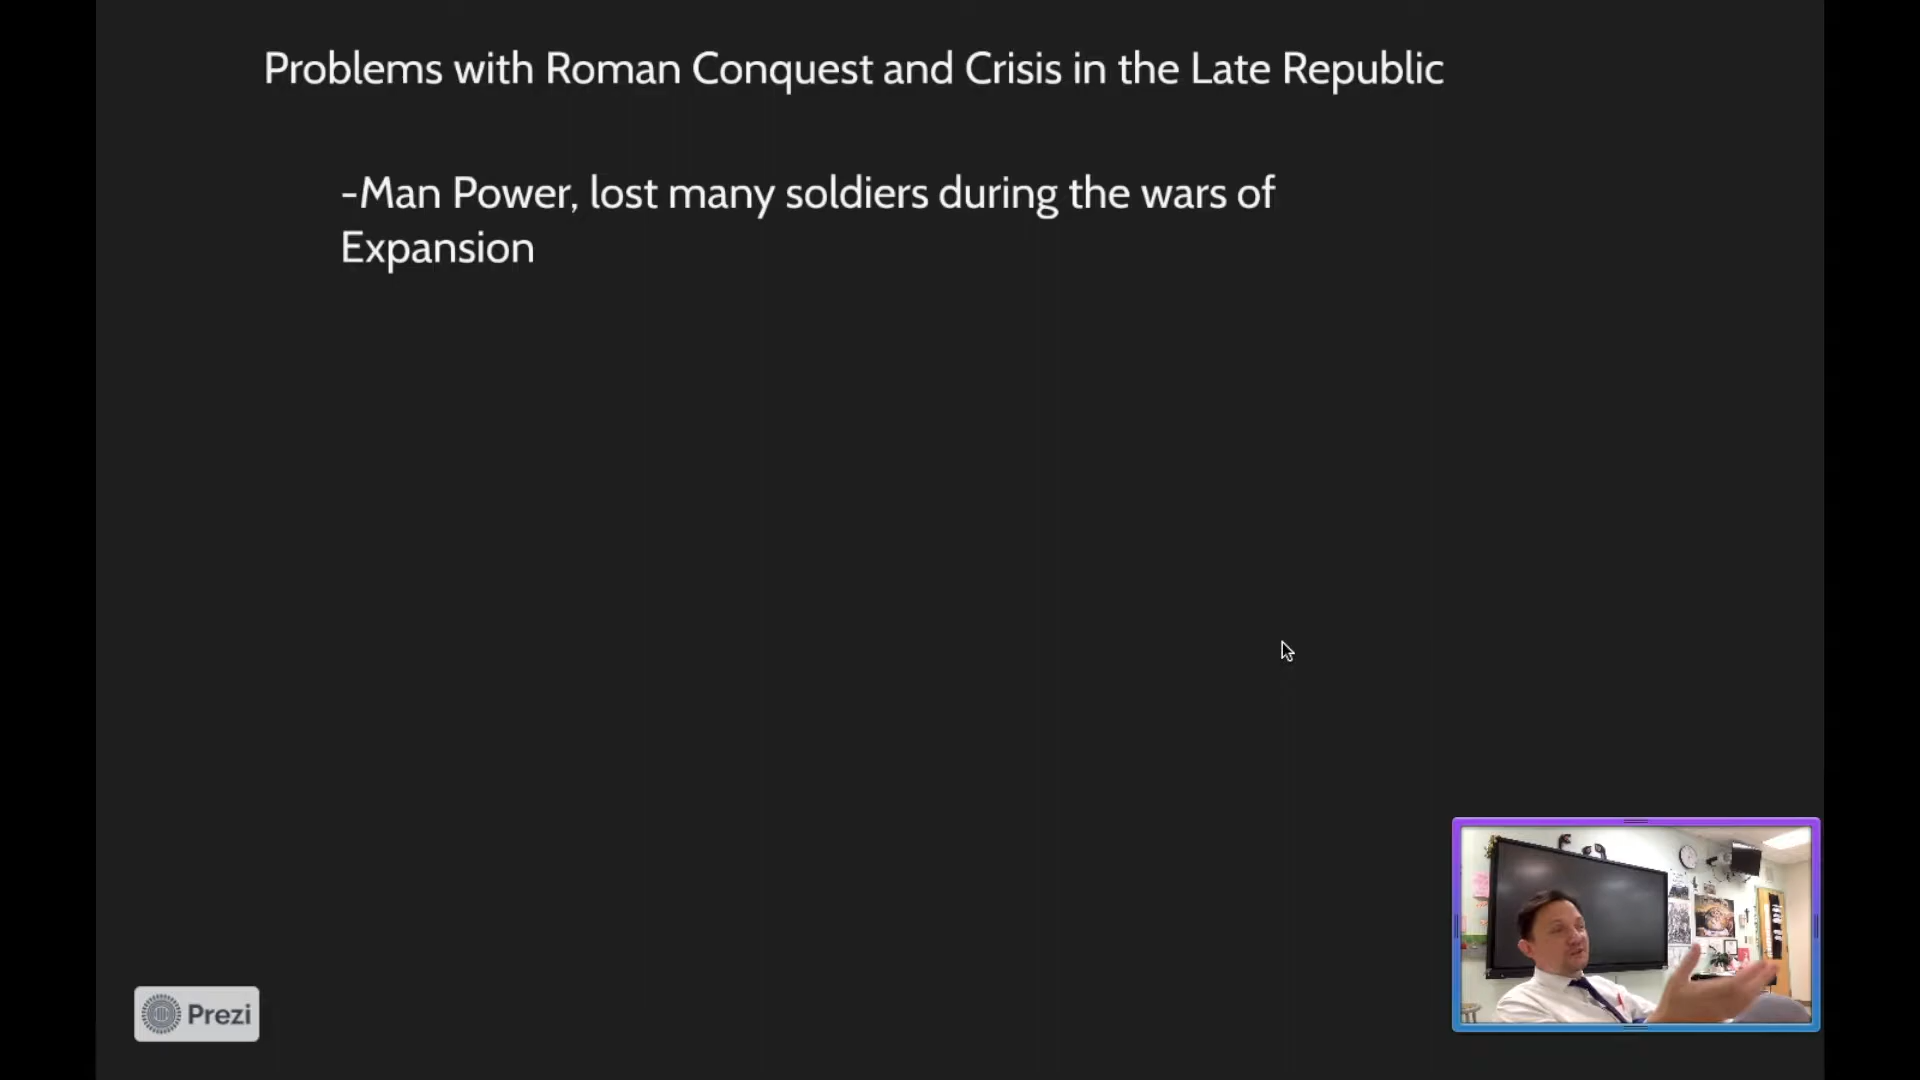 Problems with Roman Conquest and Crisis in the Late Republic
-Man Power, lost many soldiers during the wars of
Expansion
Prezi